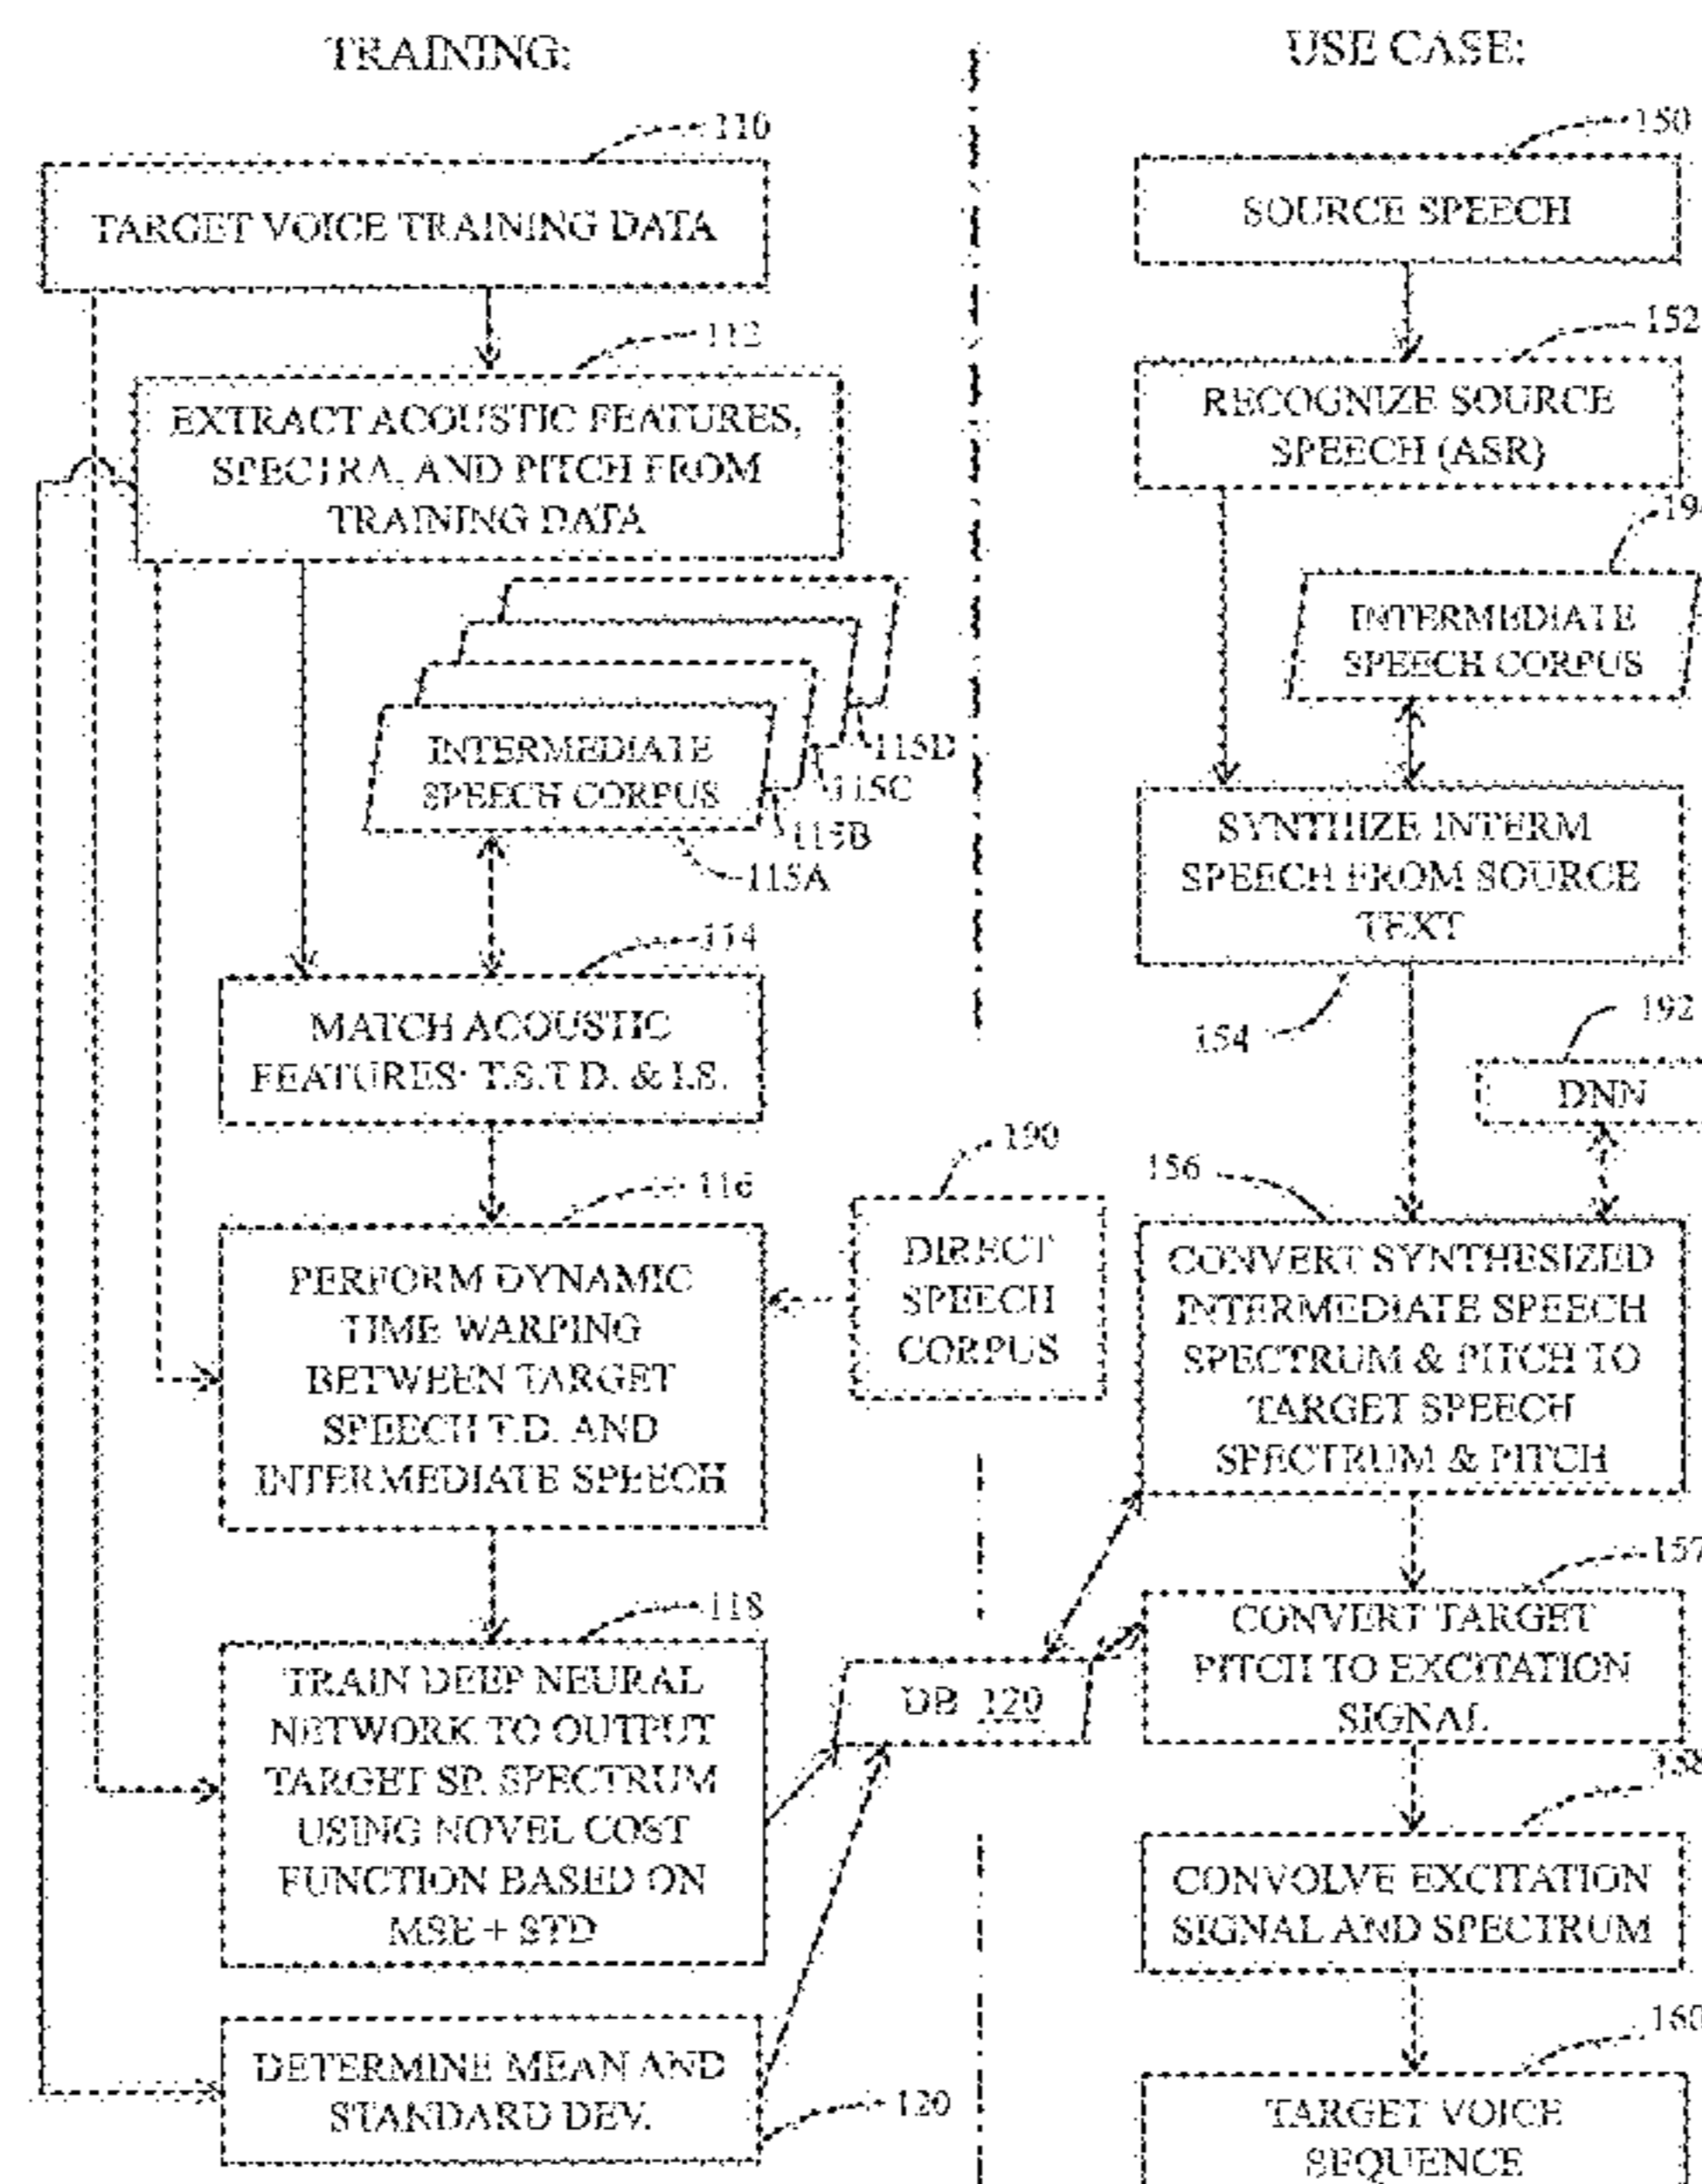 TRAINING:
110
TARGET VOICE TRAINING DATA
112
EXTRACT ACOUSTIC FEATURES,
SPECTRA, AND PITCH FROM
TRAINING DATA
INTERMEDIATE
SPEECH CORPUS
115D
115C
115B
115A
114
MATCH ACOUSTIC
FEATURES: T.S.T.D. & I.S.
116
PERFORM DYNAMIC
TIME WARPING
BETWEEN TARGET
SPEECH T.D. AND
INTERMEDIATE SPEECH
190
DIRECT
SPEECH
CORPUS
118
TRAIN DEEP NEURAL
NETWORK TO OUTPUT
TARGET SP. SPECTRUM
USING NOVEL COST
FUNCTION BASED ON
MSE + STD
DB 120
DETERMINE MEAN AND
STANDARD DEV.
120
USE CASE:
150
SOURCE SPEECH
152
RECOGNIZE SOURCE
SPEECH (ASR)
194
INTERMEDIATE
SPEECH CORPUS
SYNTHIZE INTERM
SPEECH FROM SOURCE
TEXT
154
192
DNN
156
CONVERT SYNTHESIZED
INTERMEDIATE SPEECH
SPECTRUM & PITCH TO
TARGET SPEECH
SPECTRUM & PITCH
157
CONVERT TARGET
PITCH TO EXCITATION
SIGNAL
158
CONVOLVE EXCITATION
SIGNAL AND SPECTRUM
160
TARGET VOICE
SEQUENCE